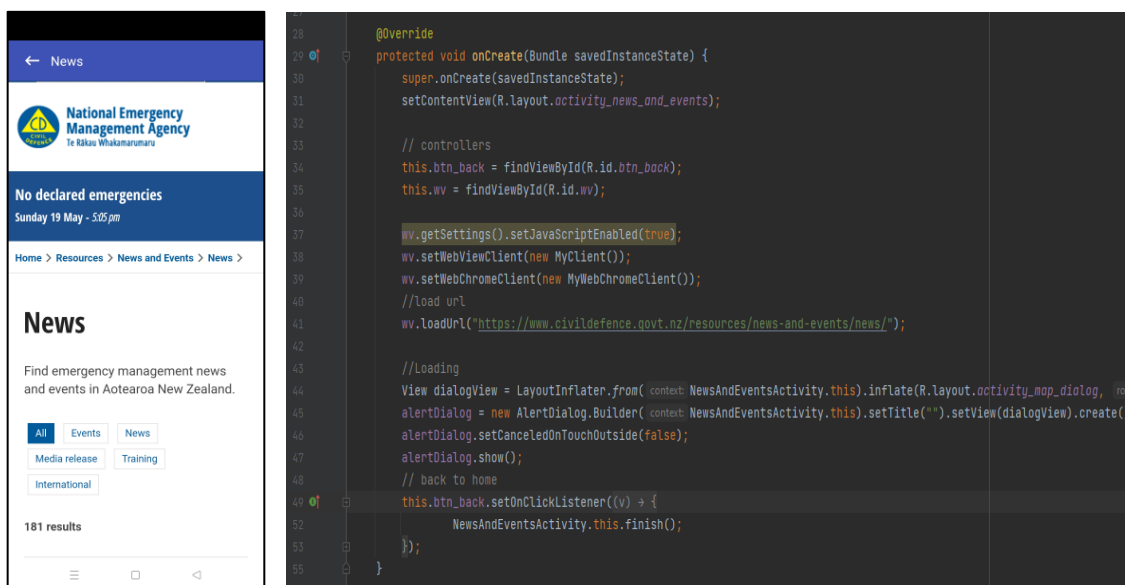 ← News
National Emergency
Management Agency
Te Rākau Whakamarumaru
CD
CIVIL
DEFENCE
No declared emergencies
Sunday 19 May - 5:05 pm
Home > Resources > News and Events > News >
News
Find emergency management news
and events in Aotearoa New Zealand.
All Events News
Media release Training
International
181 results
28 @Override
29 protected void onCreate(Bundle savedInstanceState) {
30 super.onCreate(savedInstanceState);
31 setContentView(R.layout.activity_news_and_events);
32
33 // controllers
34 this.btn_back = findViewById(R.id.btn_back);
35 this.wv = findViewById(R.id.wv);
36
37 wv.getSettings().setJavaScriptEnabled(true);
38 wv.setWebViewClient(new MyClient());
39 wv.setWebChromeClient(new MyWebChromeClient());
40 //load url
41 wv.loadUrl("https://www.civildefence.govt.nz/resources/news-and-events/news/");
42
43 //Loading
44 View dialogView = LayoutInflater.from( context: NewsAndEventsActivity.this).inflate(R.layout.activity_map_dialog,
45 alertDialog = new AlertDialog.Builder( context: NewsAndEventsActivity.this).setTitle("").setView(dialogView).create(
46 alertDialog.setCanceledOnTouchOutside(false);
47 alertDialog.show();
48 // back to home
49 this.btn_back.setOnClickListener((v) → {
52 NewsAndEventsActivity.this.finish();
53 });
55 }